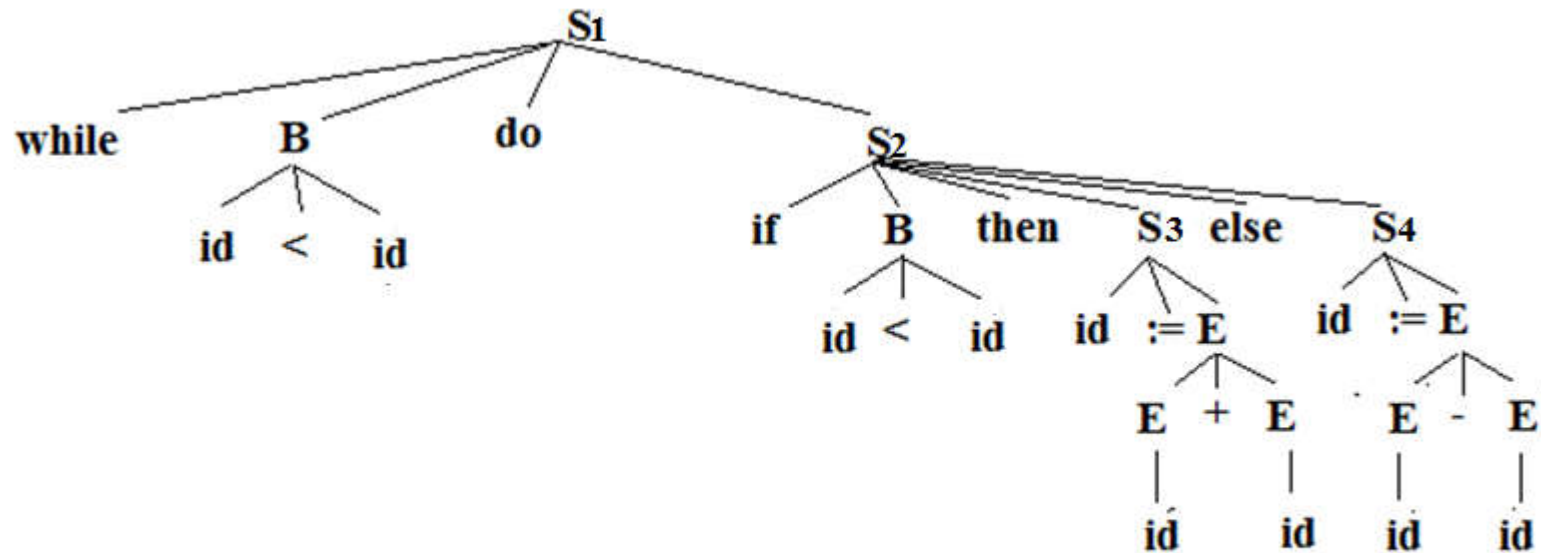 S1
while B do S2
id < id
if B then S3 else S4
id < id id := E id := E
E + E E - E
id id id id